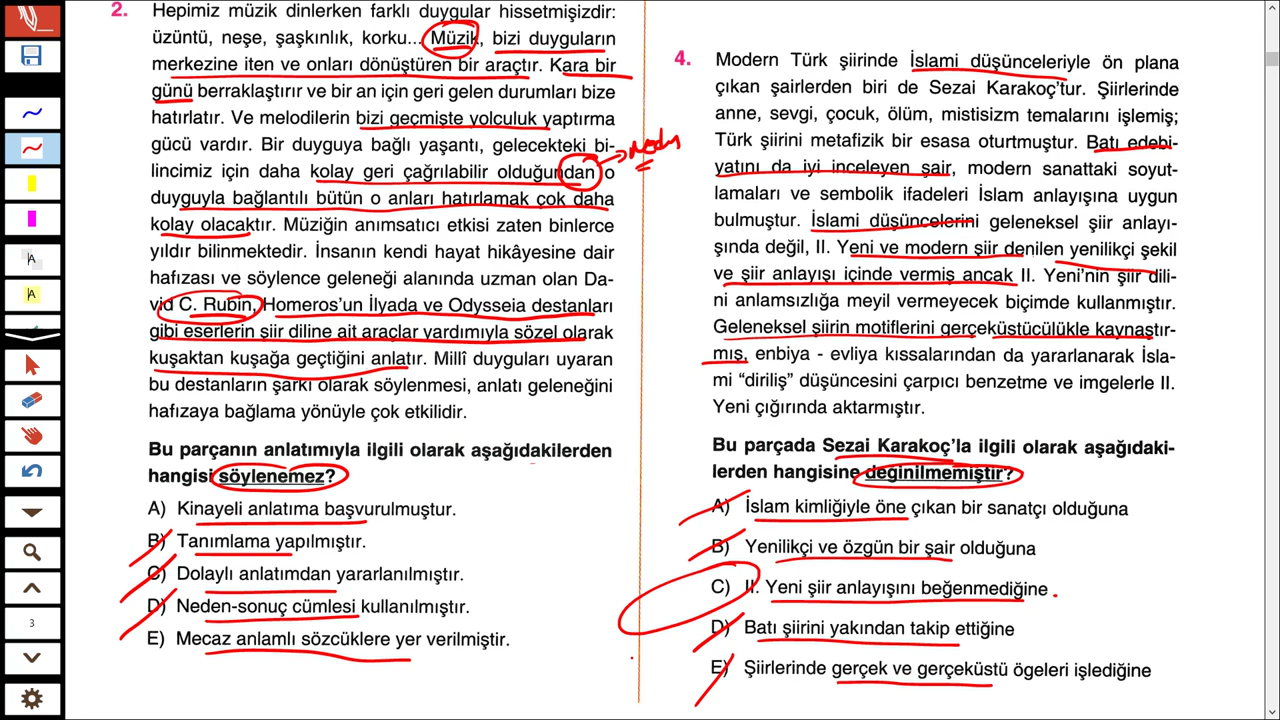 2. Hepimiz müzik dinlerken farklı duygular hissetmişizdir:
üzüntü, neşe, şaşkınlık, korku... Müzik, bizi duyguların
merkezine iten ve onları dönüştüren bir araçtır. Kara bir
günü berraklaştırır ve bir an için geri gelen durumları bize
hatırlatır. Ve melodilerin bizi geçmişte yolculuk yaptırma
gücü vardır. Bir duyguya bağlı yaşantı, gelecekteki bi-
lincimiz için daha kolay geri çağrılabilir olduğundan o
duyguyla bağlantılı bütün o anları hatırlamak çok daha
kolay olacaktır. Müziğin anımsatıcı etkisi zaten binlerce
yıldır bilinmektedir. İnsanın kendi hayat hikâyesine dair
hafızası ve söylence geleneği alanında uzman olan Da-
vid C. Rubin, Homeros'un İlyada ve Odysseia destanları
gibi eserlerin şiir diline ait araçlar yardımıyla sözel olarak
kuşaktan kuşağa geçtiğini anlatır. Millî duyguları uyaran
bu destanların şarkı olarak söylenmesi, anlatı geleneğini
hafızaya bağlama yönüyle çok etkilidir.
Bu parçanın anlatımıyla ilgili olarak aşağıdakilerden
hangisi söylenemez?
A) Kinayeli anlatıma başvurulmuştur.
B) Tanımlama yapılmıştır.
C) Dolaylı anlatımdan yararlanılmıştır.
D) Neden-sonuç cümlesi kullanılmıştır.
E) Mecaz anlamlı sözcüklere yer verilmiştir.
4. Modern Türk şiirinde İslami düşünceleriyle ön plana
çıkan şairlerden biri de Sezai Karakoç'tur. Şiirlerinde
anne, sevgi, çocuk, ölüm, mistisizm temalarını işlemiş;
Türk şiirini metafizik bir esasa oturtmuştur. Batı edebi-
yatını da iyi inceleyen şair, modern sanattaki soyut-
lamaları ve sembolik ifadeleri İslam anlayışına uygun
bulmuştur. İslami düşüncelerini geleneksel şiir anlayı-
şında değil, II. Yeni ve modern şiir denilen yenilikçi şekil
ve şiir anlayışı içinde vermiş ancak II. Yeni'nin şiir dili-
ni anlamsızlığa meyil vermeyecek biçimde kullanmıştır.
Geleneksel şiirin motiflerini gerçeküstücülükle kaynaştır-
mış, enbiya - evliya kıssalarından da yararlanarak İsla-
mi “diriliş” düşüncesini çarpıcı benzetme ve imgelerle II.
Yeni çığırında aktarmıştır.
Bu parçada Sezai Karakoç'la ilgili olarak aşağıdaki-
lerden hangisine değinilmemiştir?
A) İslam kimliğiyle öne çıkan bir sanatçı olduğuna
B) Yenilikçi ve özgün bir şair olduğuna
C) II. Yeni şiir anlayışını beğenmediğine
D) Batı şiirini yakından takip ettiğine
E) Şiirlerinde gerçek ve gerçeküstü ögeleri işlediğine
A
A
3